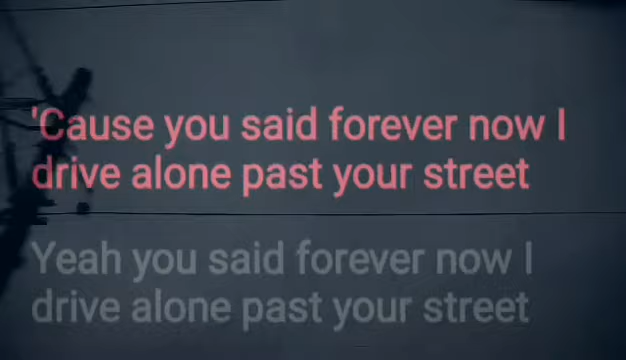 'Cause you said forever now I
drive alone past your street
Yeah you said forever now I
drive alone past your street